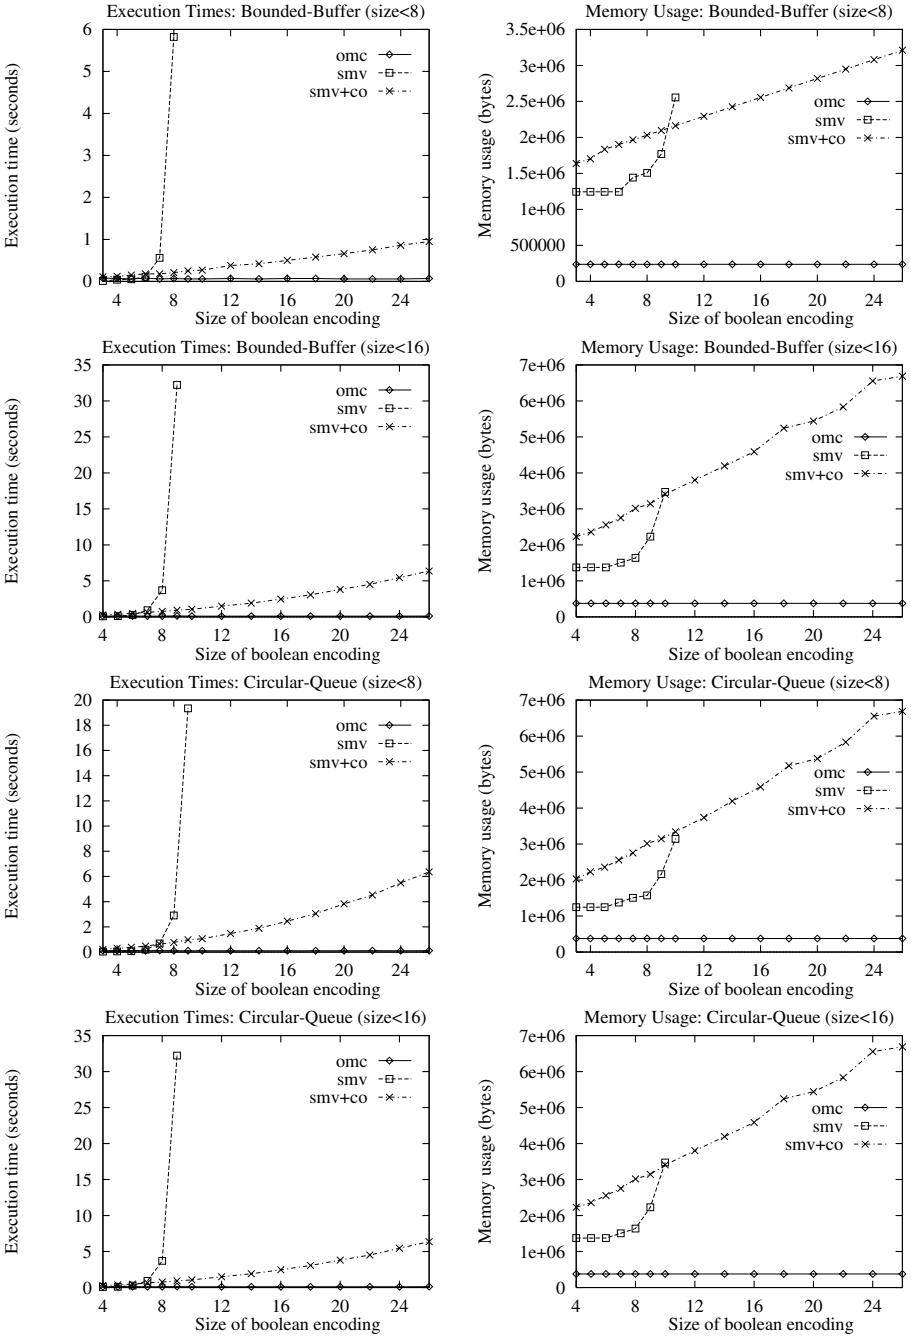 Execution Times: Bounded-Buffer (size<8)
Execution time (seconds)
6
5
4
3
2
1
0
omc
smv
smv+co
4 8 12 16 20 24
Size of boolean encoding
Memory Usage: Bounded-Buffer (size<8)
Memory usage (bytes)
3.5e+06
3e+06
2.5e+06
2e+06
1.5e+06
1e+06
500000
0
omc
smv
smv+co
4 8 12 16 20 24
Size of boolean encoding
Execution Times: Bounded-Buffer (size<16)
Execution time (seconds)
35
30
25
20
15
10
5
0
omc
smv
smv+co
4 8 12 16 20 24
Size of boolean encoding
Memory Usage: Bounded-Buffer (size<16)
Memory usage (bytes)
7e+06
6e+06
5e+06
4e+06
3e+06
2e+06
1e+06
0
omc
smv
smv+co
4 8 12 16 20 24
Size of boolean encoding
Execution Times: Circular-Queue (size<8)
Execution time (seconds)
20
18
16
14
12
10
8
6
4
2
0
omc
smv
smv+co
4 8 12 16 20 24
Size of boolean encoding
Memory Usage: Circular-Queue (size<8)
Memory usage (bytes)
7e+06
6e+06
5e+06
4e+06
3e+06
2e+06
1e+06
0
omc
smv
smv+co
4 8 12 16 20 24
Size of boolean encoding
Execution Times: Circular-Queue (size<16)
Execution time (seconds)
35
30
25
20
15
10
5
0
omc
smv
smv+co
4 8 12 16 20 24
Size of boolean encoding
Memory Usage: Circular-Queue (size<16)
Memory usage (bytes)
7e+06
6e+06
5e+06
4e+06
3e+06
2e+06
1e+06
0
omc
smv
smv+co
4 8 12 16 20 24
Size of boolean encoding